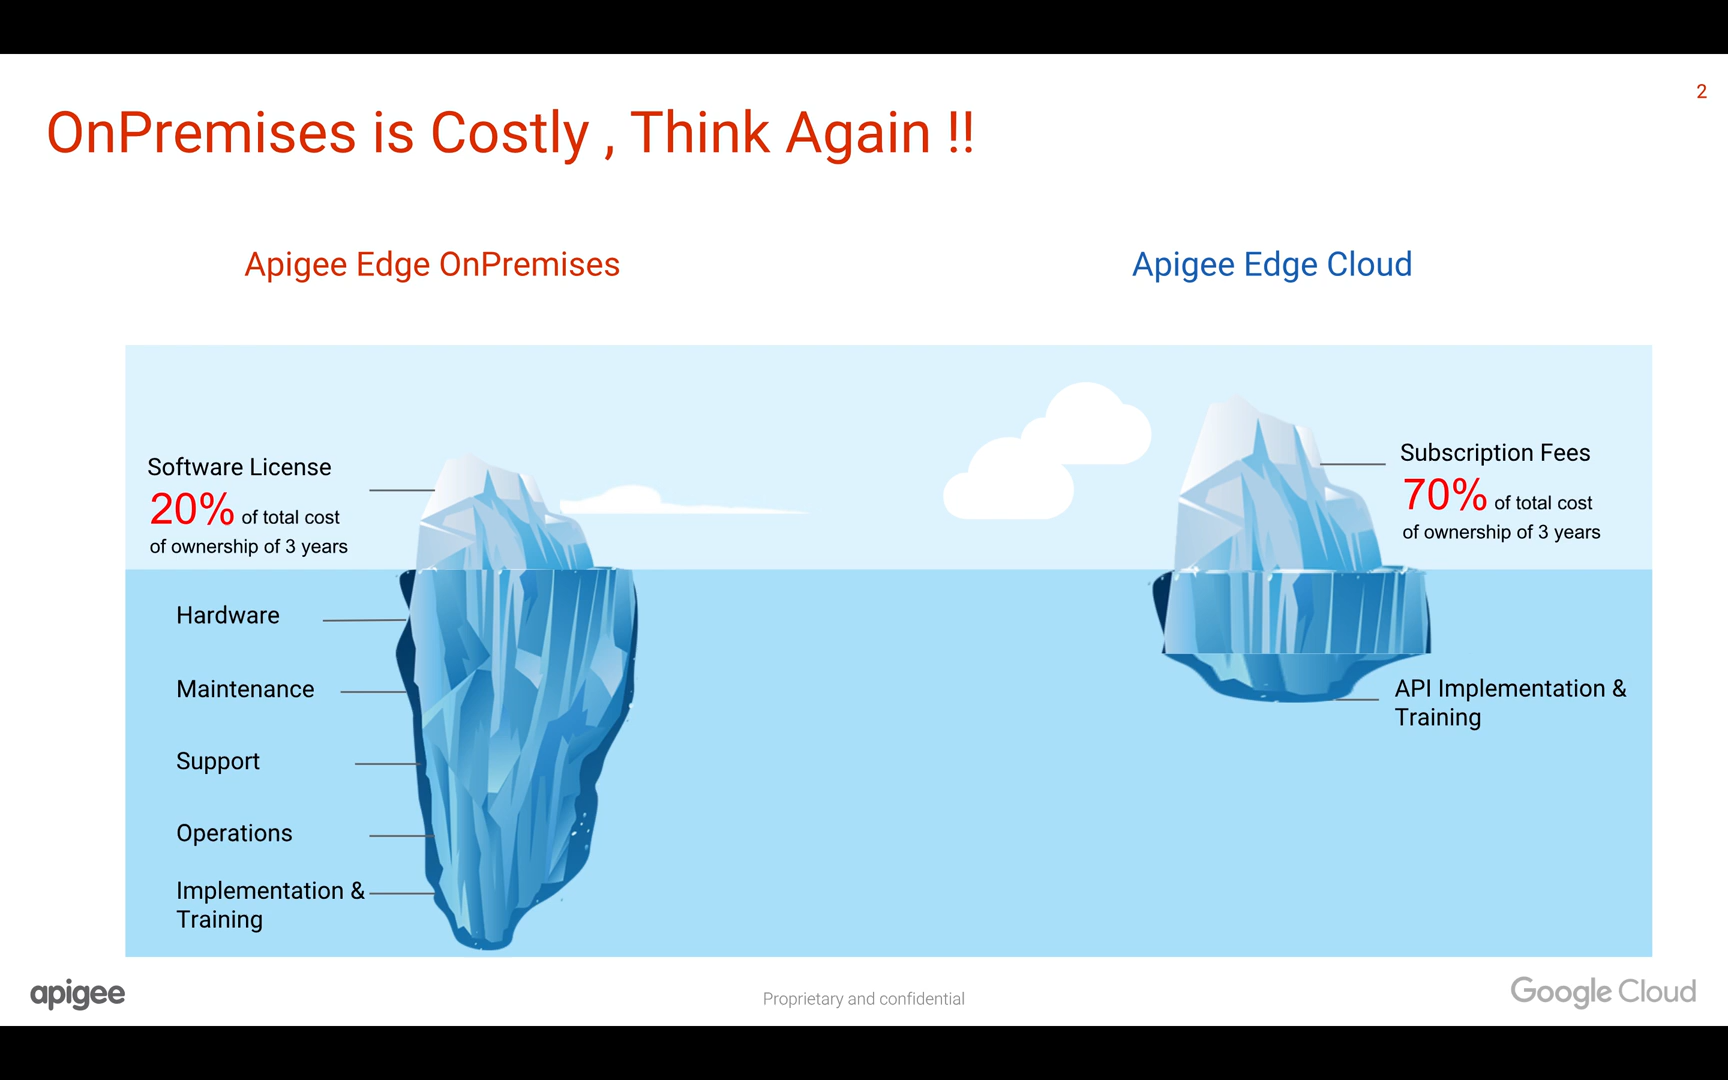 2
OnPremises is Costly , Think Again !!
Apigee Edge OnPremises
Apigee Edge Cloud
Software License
20% of total cost
of ownership of 3 years
Hardware
Maintenance
Support
Operations
Implementation &
Training
Subscription Fees
70% of total cost
of ownership of 3 years
API Implementation &
Training
apigee
Proprietary and confidential
Google Cloud